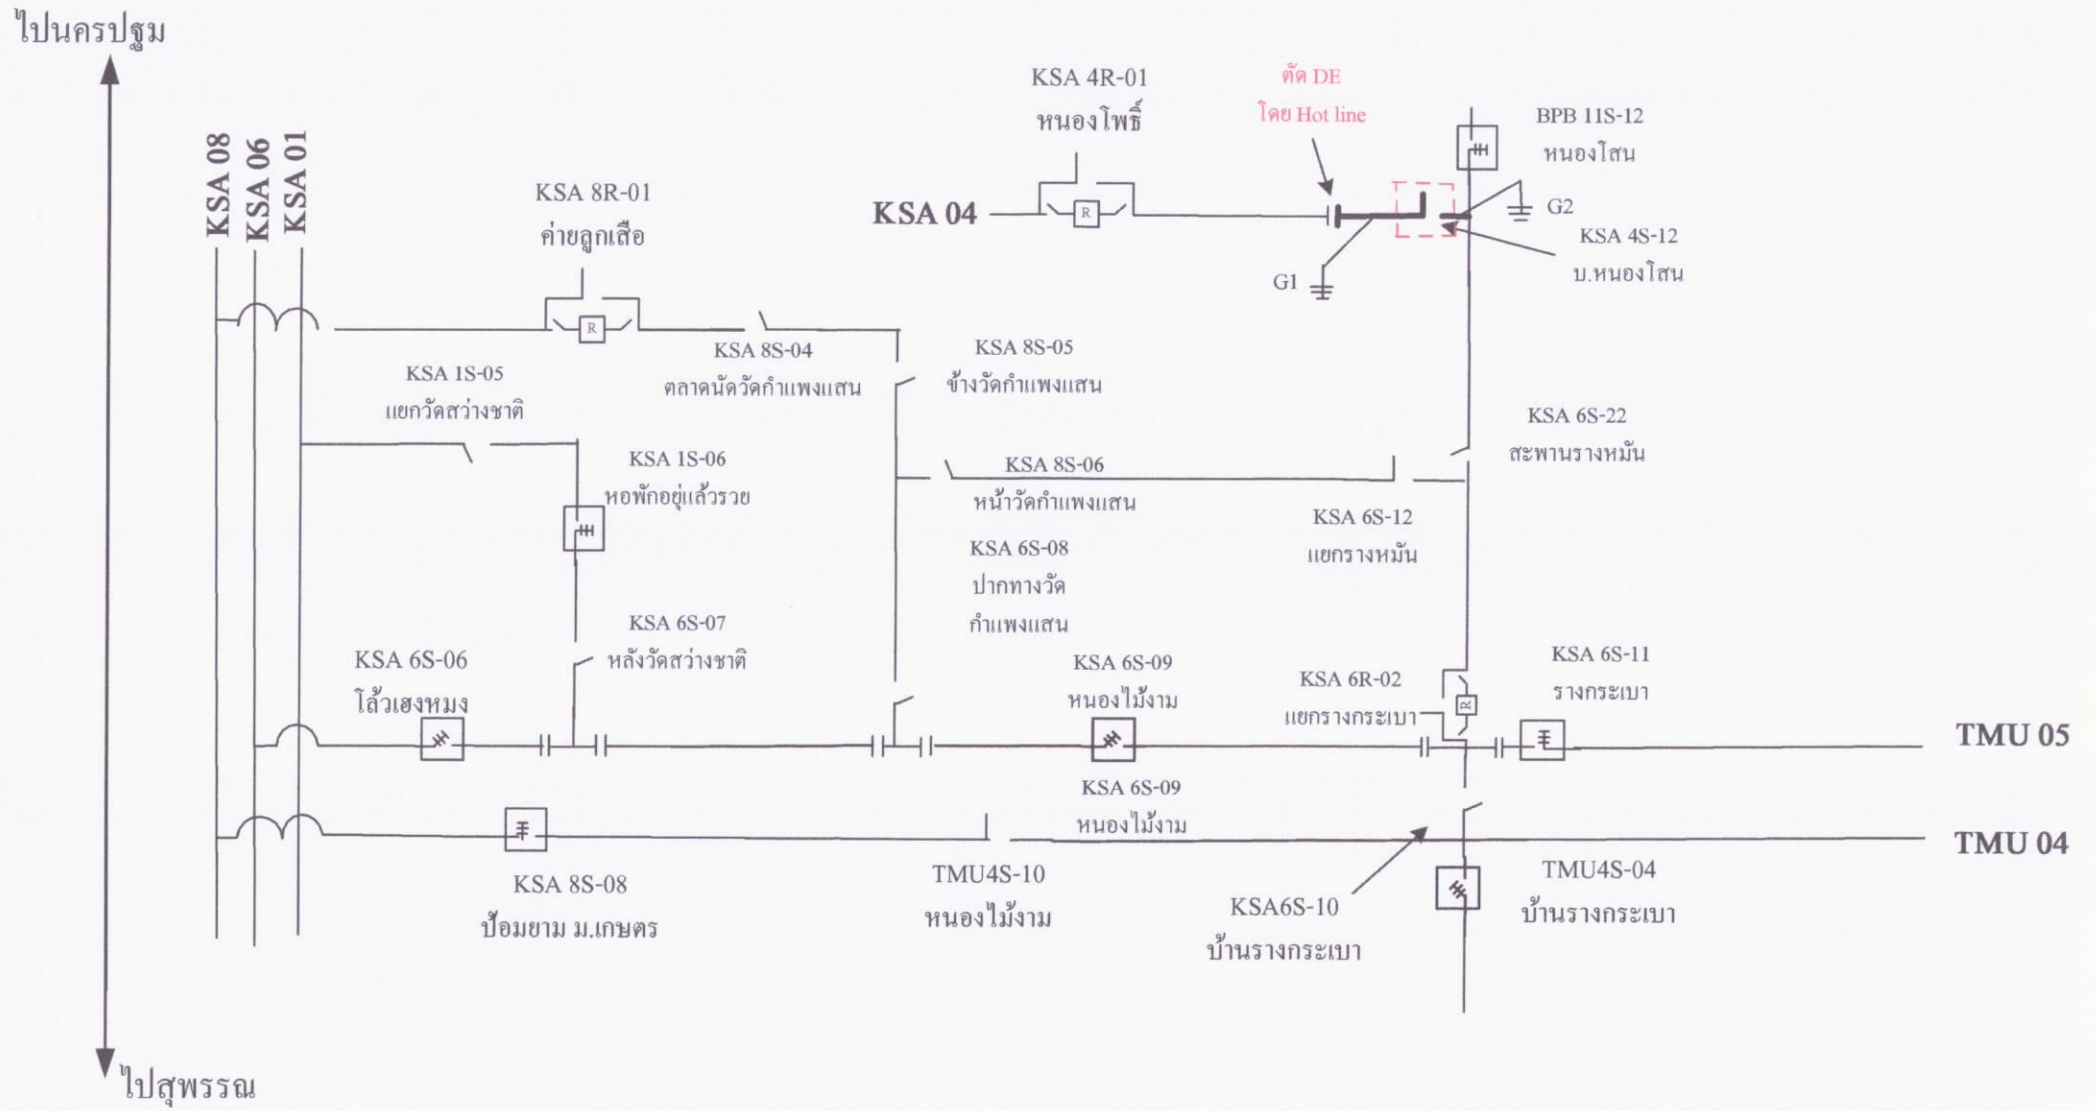 ไปนครปฐม
KSA 08
KSA 06
KSA 01
KSA 8R-01
ค่ายลูกเสือ
KSA 04
KSA 4R-01
หนองโพธิ์
ตัด DE
โดย Hot line
BPB 11S-12
หนองโสน
G2
G1
KSA 4S-12
บ.หนองโสน
R
R
KSA 8S-04
ตลาดนัดวัดกำแพงแสน
KSA 8S-05
ข้างวัดกำแพงแสน
KSA 1S-05
แยกวัดสว่างชาติ
KSA 1S-06
หอพักอยู่แล้วรวย
KSA 8S-06
หน้าวัดกำแพงแสน
KSA 6S-22
สะพานรางหมัน
KSA 6S-12
แยกรางหมัน
KSA 6S-08
ปากทางวัด
กำแพงแสน
KSA 6S-07
หลังวัดสว่างชาติ
KSA 6S-06
โล้วเฮงหมง
KSA 6S-09
หนองไม้งาม
KSA 6R-02
แยกรางกระเบา
R
KSA 6S-11
รางกระเบา
TMU 05
KSA 6S-09
หนองไม้งาม
TMU 04
KSA 8S-08
ป้อมยาม ม.เกษตร
TMU4S-10
หนองไม้งาม
KSA6S-10
บ้านรางกระเบา
TMU4S-04
บ้านรางกระเบา
ไปสุพรรณ